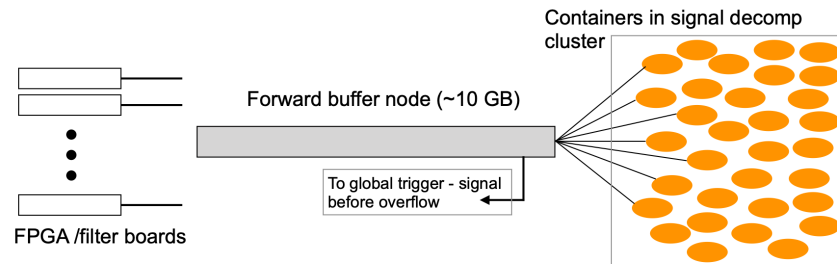 Containers in signal decomp
cluster
Forward buffer node (~10 GB)
To global trigger - signal
before overflow
FPGA /filter boards